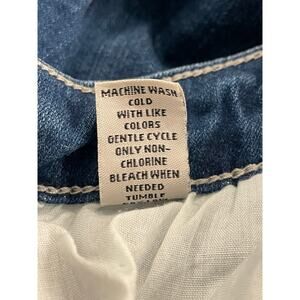 MACHINE WASH
COLD
WITH LIKE
COLORS
GENTLE CYCLE
ONLY NON-
CHLORINE
BLEACH WHEN
NEEDED
TUMBLE